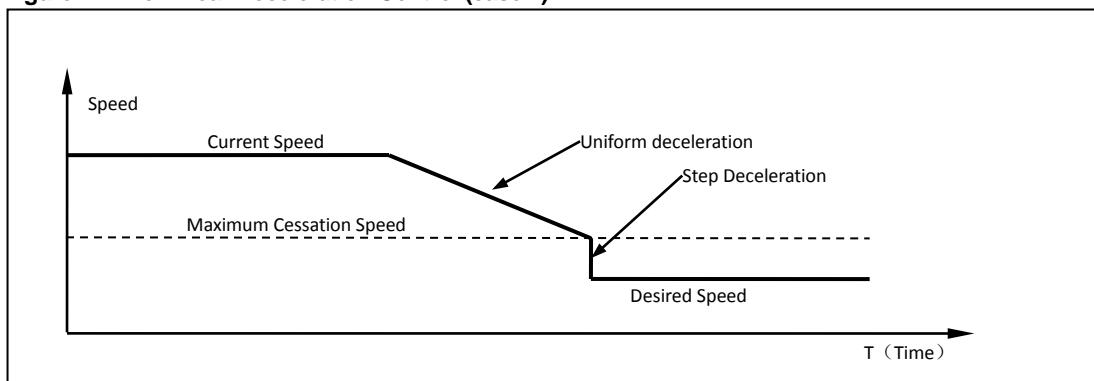 Speed
Current Speed
Uniform deceleration
Step Deceleration
Maximum Cessation Speed
Desired Speed
T（Time）